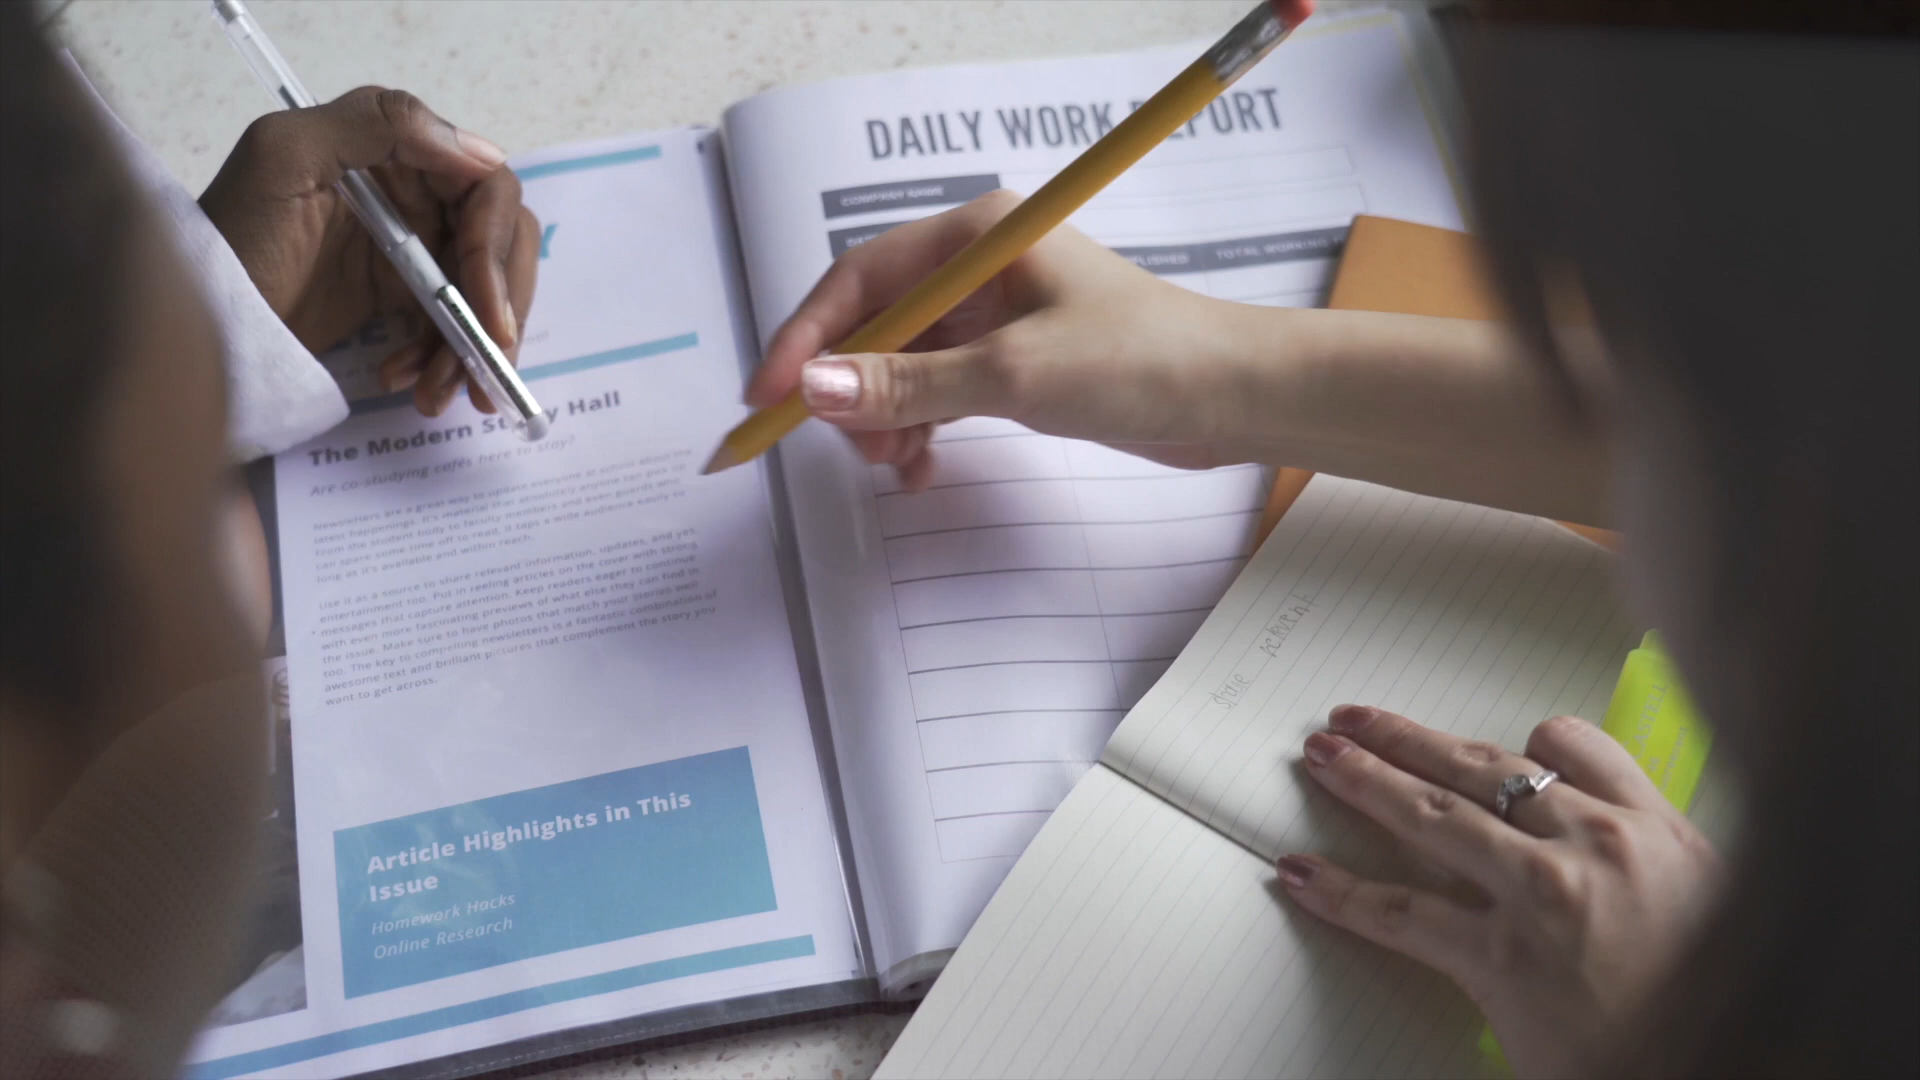 The Modern Study Hall
Are co-studying cafés here to stay?
Newsletters are a great way to update everyone at school about the
latest happenings. It's material that absolutely anyone can pick up.
From the student body to faculty members and even guards who
can spare some time off to read, it taps a wide audience easily so
long as it's available and within reach.
Use it as a source to share relevant information, updates, and yes,
entertainment too. Put in reeling articles on the cover with strong
messages that capture attention. Keep readers eager to continue
with even more fascinating previews of what else they can find in
the issue. Make sure to have photos that match your stories well
too. The key to compelling newsletters is a fantastic combination of
awesome text and brilliant pictures that complement the story you
want to get across.
Article Highlights in This
Issue
Homework Hacks
Online Research
DAILY WORK REPORT
COMPANY NAME
TOTAL WORKING